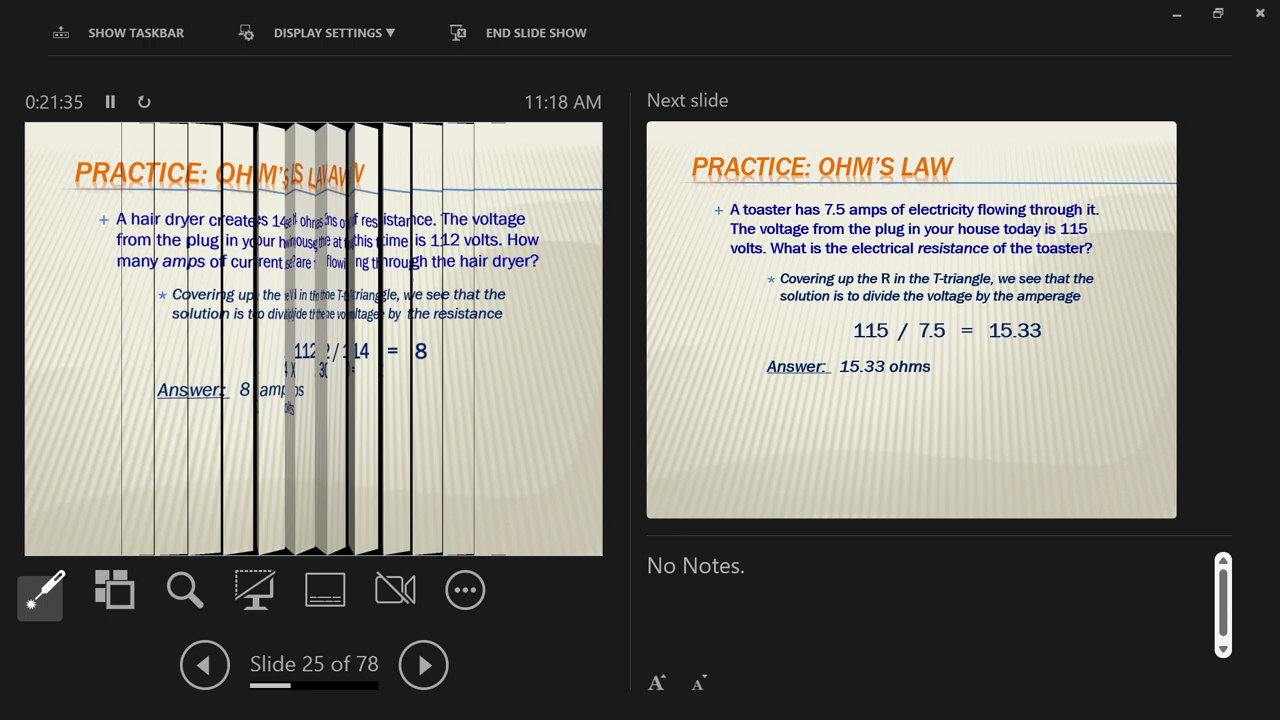 SHOW TASKBAR
DISPLAY SETTINGS ▼
END SLIDE SHOW
0:21:35
11:18 AM
Next slide
PRACTICE:
+ A hair dryer creates 14 ohms of resistance. The voltage
from the plug in your house at this time is 112 volts. How
many amps of current are flowing through the hair dryer?
* Covering up the in the T-triangle, we see that the
solution is to divide the voltage by the resistance
112 / 14 = 8
Answer: 8 amps
PRACTICE: OHM'S LAW
+ A toaster has 7.5 amps of electricity flowing through it.
The voltage from the plug in your house today is 115
volts. What is the electrical resistance of the toaster?
* Covering up the R in the T-triangle, we see that the
solution is to divide the voltage by the amperage
115 / 7.5 = 15.33
Answer: 15.33 ohms
No Notes.
Slide 25 of 78
A A